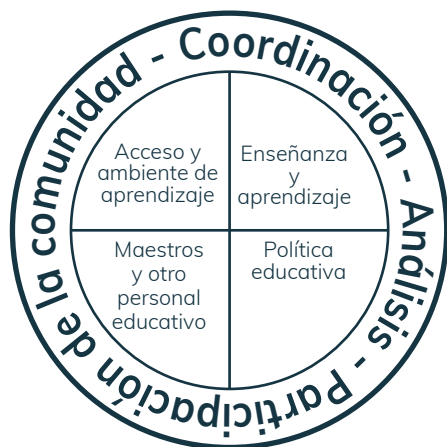 Participación de la comunidad - Coordinación - Análisis -
Acceso y
ambiente de
aprendizaje
Enseñanza
y
aprendizaje
Maestros
y otro
personal
educativo
Política
educativa